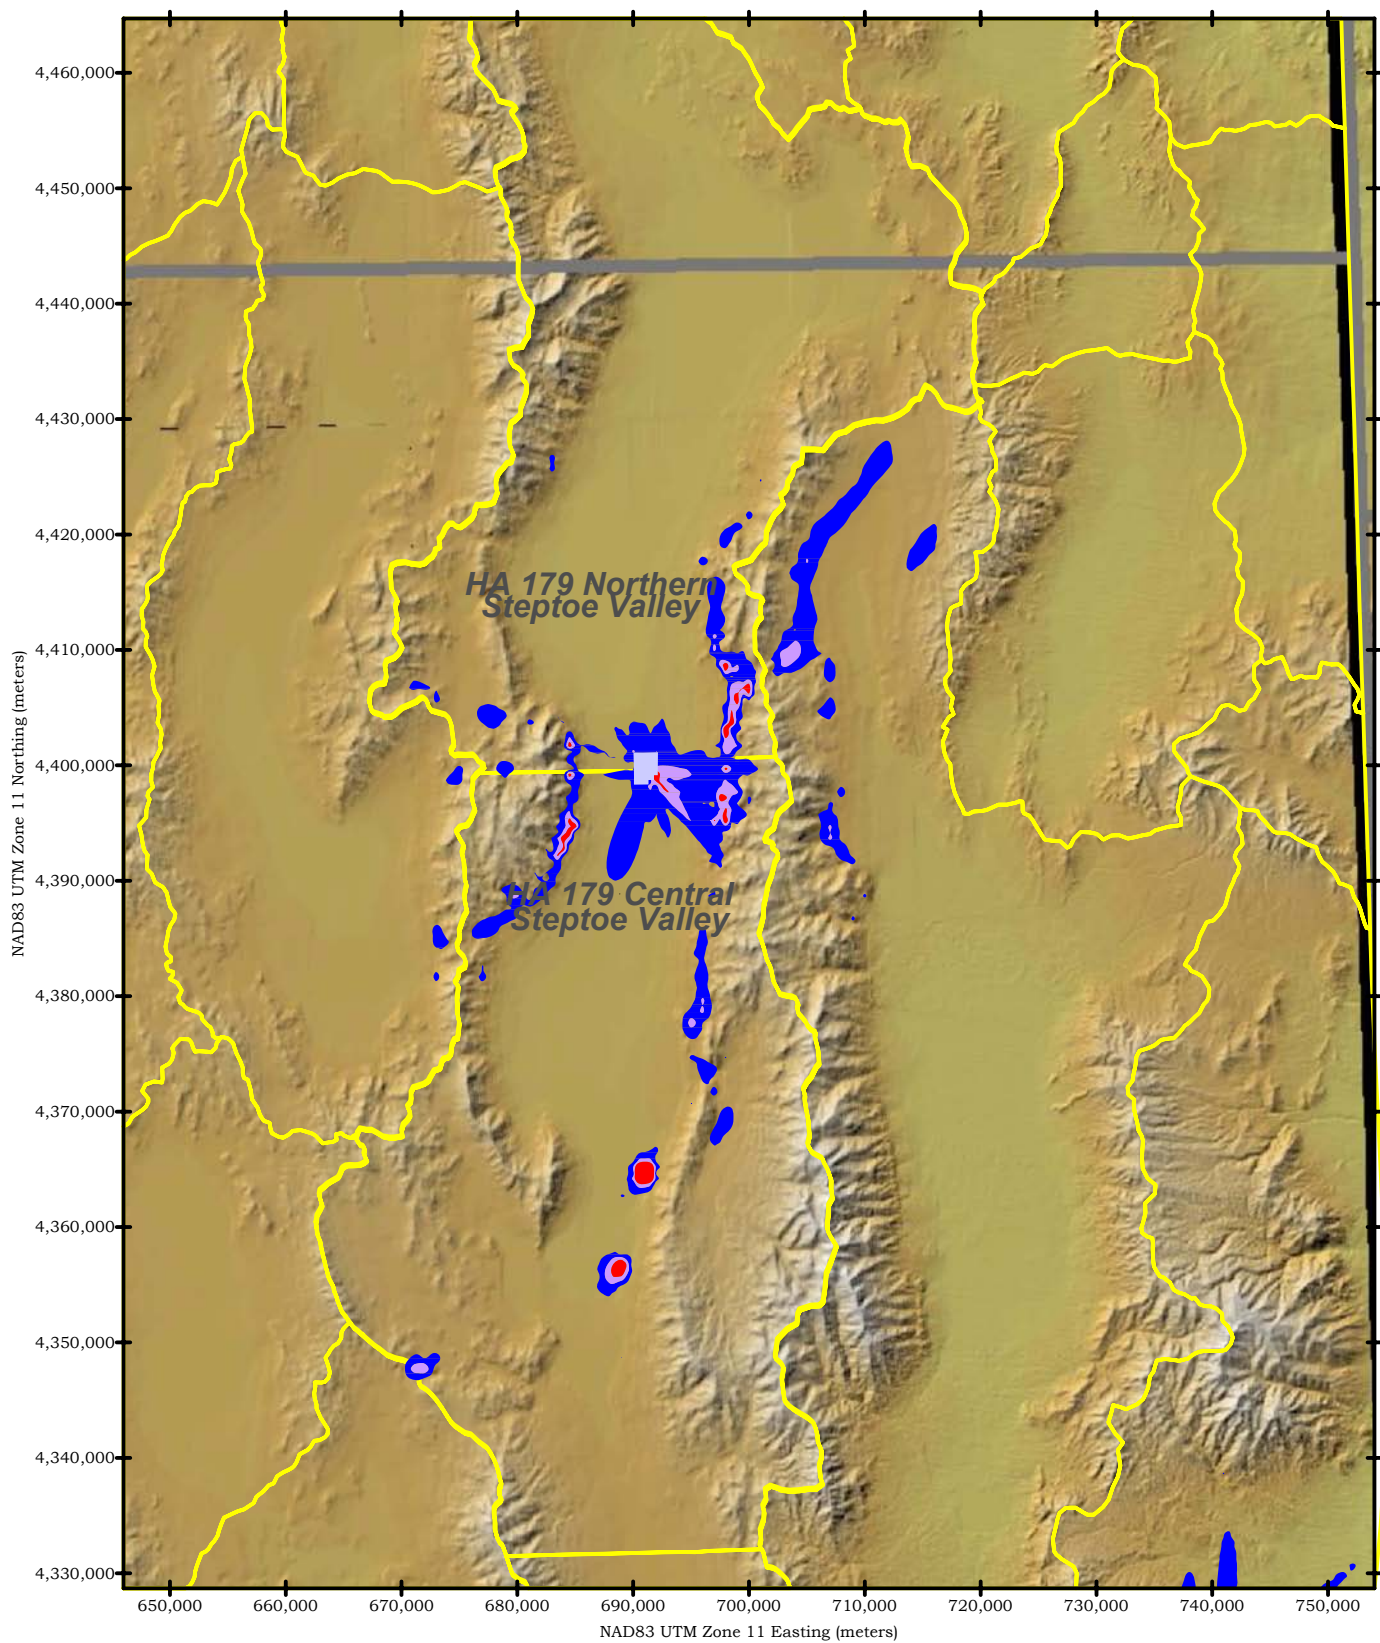 4,460,000
4,450,000
4,440,000
4,430,000
4,420,000
4,410,000
4,400,000
4,390,000
4,380,000
4,370,000
4,360,000
4,350,000
4,340,000
4,330,000
NAD83 UTM Zone 11 Northing (meters)
HA 179 Northern
Steptoe Valley
HA 179 Central
Steptoe Valley
650,000 660,000 670,000 680,000 690,000 700,000 710,000 720,000 730,000 740,000 750,000
NAD83 UTM Zone 11 Easting (meters)